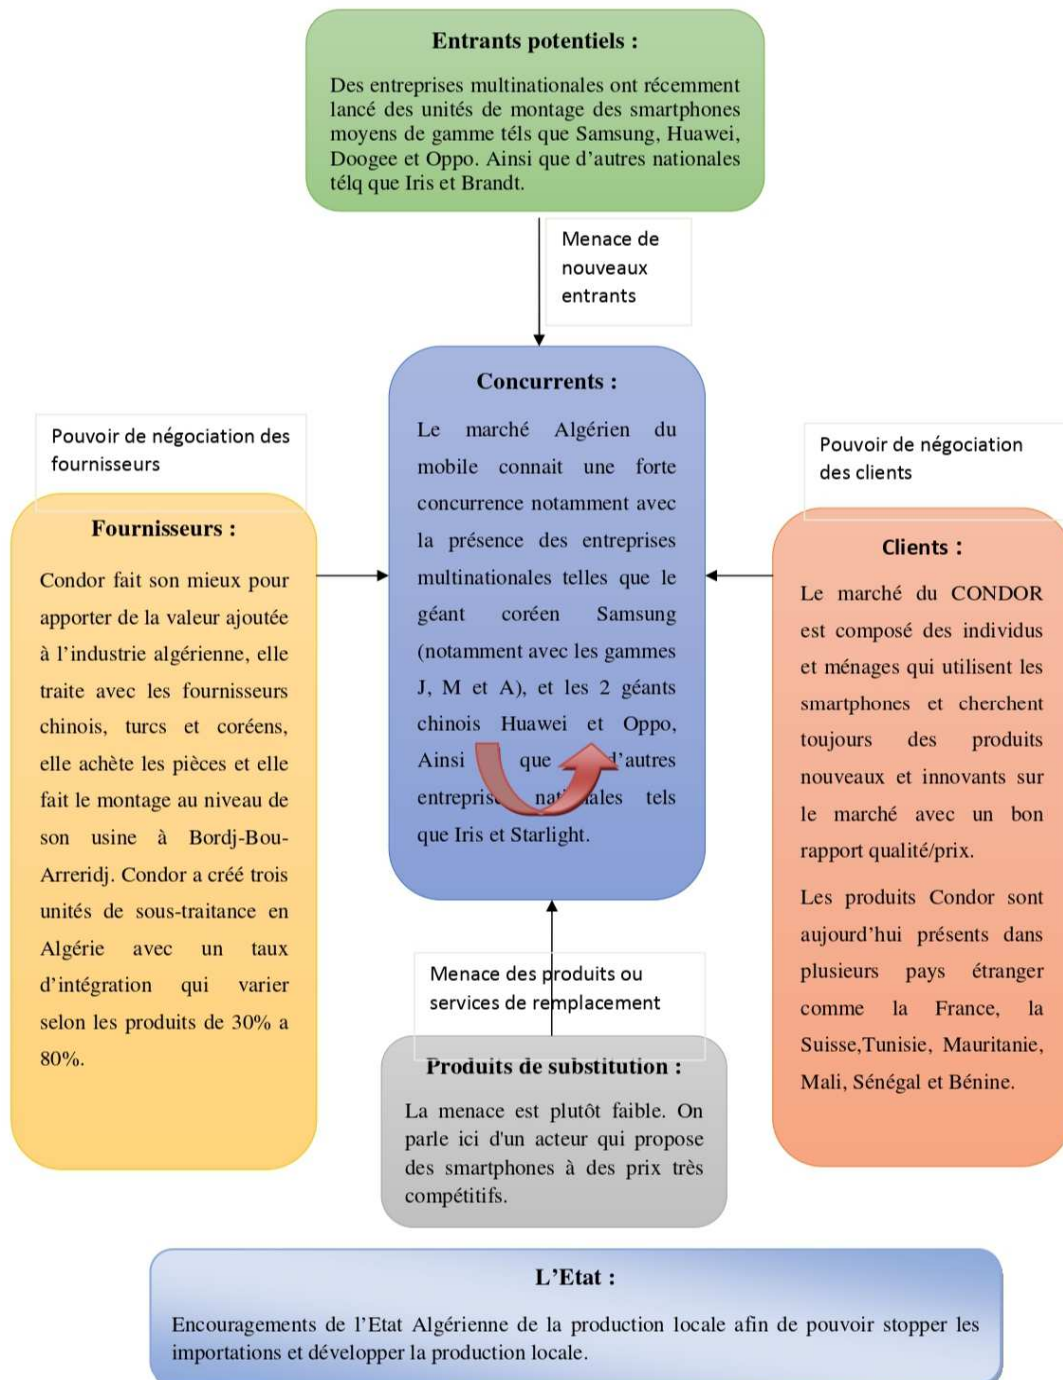 Entrants potentiels :
Des entreprises multinationales ont récemment
lancé des unités de montage des smartphones
moyens de gamme téls que Samsung, Huawei,
Doogee et Oppo. Ainsi que d'autres nationales
télq que Iris et Brandt.
Menace de
nouveaux
entrants
Pouvoir de négociation des
fournisseurs
Fournisseurs :
Condor fait son mieux pour
apporter de la valeur ajoutée
à l'industrie algérienne, elle
traite avec les fournisseurs
chinois, turcs et coréens,
elle achète les pièces et elle
fait le montage au niveau de
son usine à Bordj-Bou-
Arreridj. Condor a créé trois
unités de sous-traitance en
Algérie avec un taux
d'intégration qui varier
selon les produits de 30% a
80%.
Concurrents :
Le marché Algérien du
mobile connait une forte
concurrence notamment avec
la présence des entreprises
multinationales telles que le
géant coréen Samsung
(notamment avec les gammes
J, M et A), et les 2 géants
chinois Huawei et Oppo,
Ainsi que d'autres
entreprises nationales tels
que Iris et Starlight.
Pouvoir de négociation
des clients
Clients :
Le marché du CONDOR
est composé des individus
et ménages qui utilisent les
smartphones et cherchent
toujours des produits
nouveaux et innovants sur
le marché avec un bon
rapport qualité/prix.
Les produits Condor sont
aujourd'hui présents dans
plusieurs pays étranger
comme la France, la
Suisse,Tunisie, Mauritanie,
Mali, Sénégal et Bénine.
Menace des produits ou
services de remplacement
Produits de substitution :
La menace est plutôt faible. On
parle ici d'un acteur qui propose
des smartphones à des prix très
compétitifs.
L'Etat :
Encouragements de l'Etat Algérienne de la production locale afin de pouvoir stopper les
importations et développer la production locale.